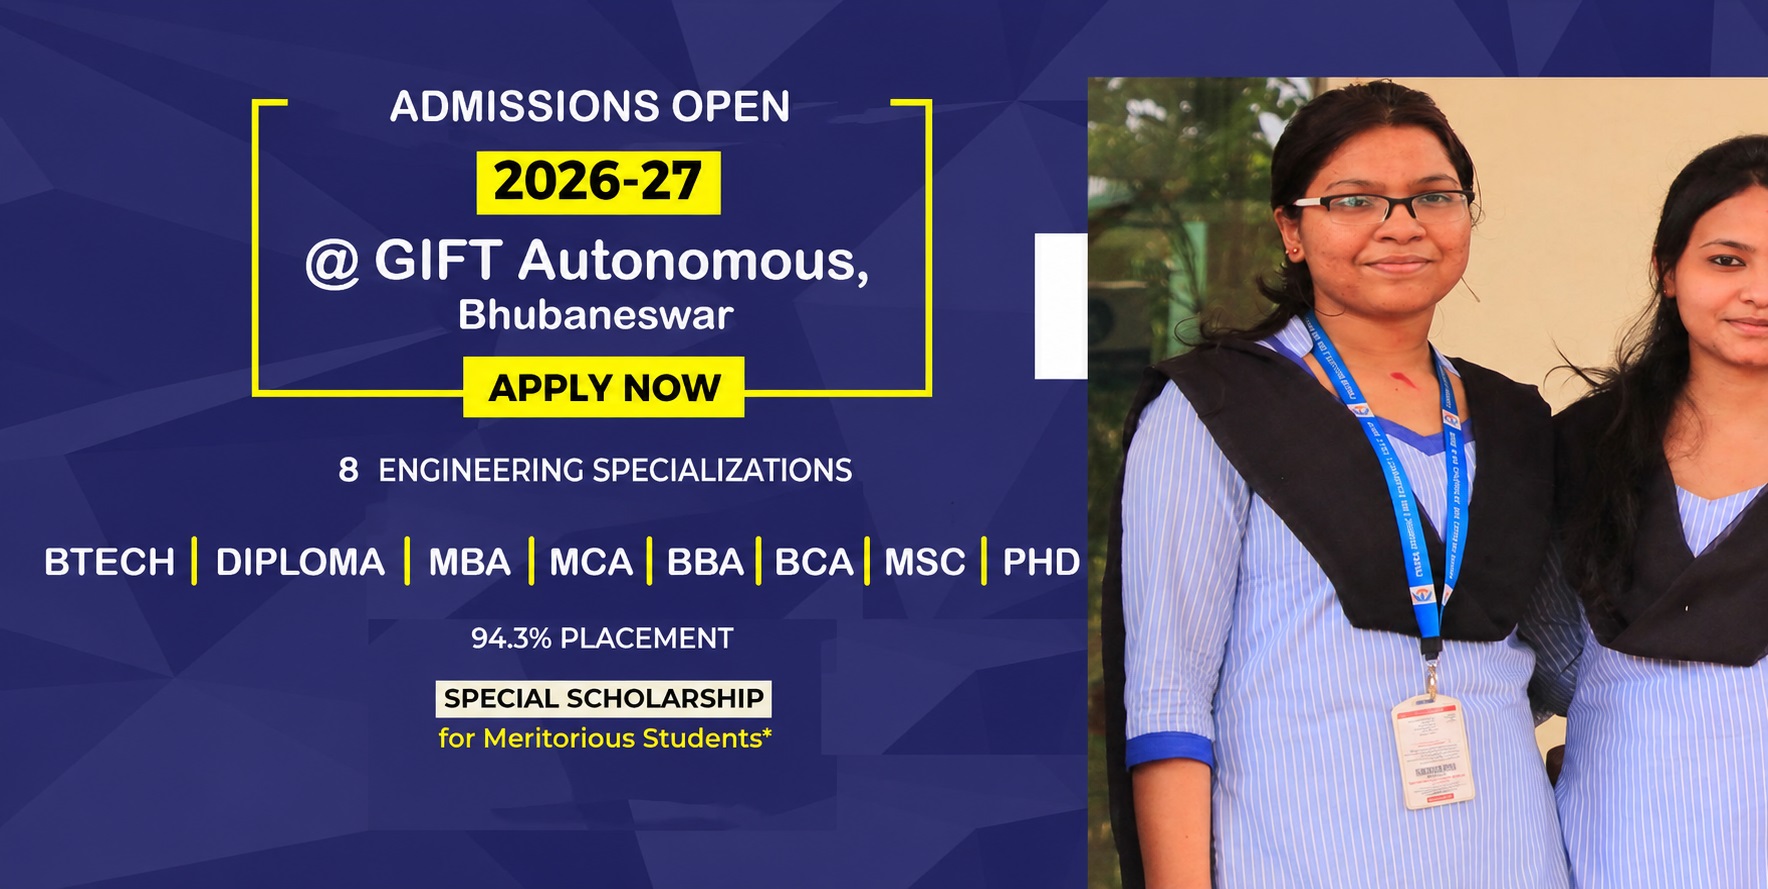 ADMISSIONS OPEN
2026-27
@ GIFT Autonomous,
Bhubaneswar
APPLY NOW
8 ENGINEERING SPECIALIZATIONS
BTECH | DIPLOMA | MBA | MCA | BBA | BCA | MSC | PHD
94.3% PLACEMENT
SPECIAL SCHOLARSHIP
for Meritorious Students*